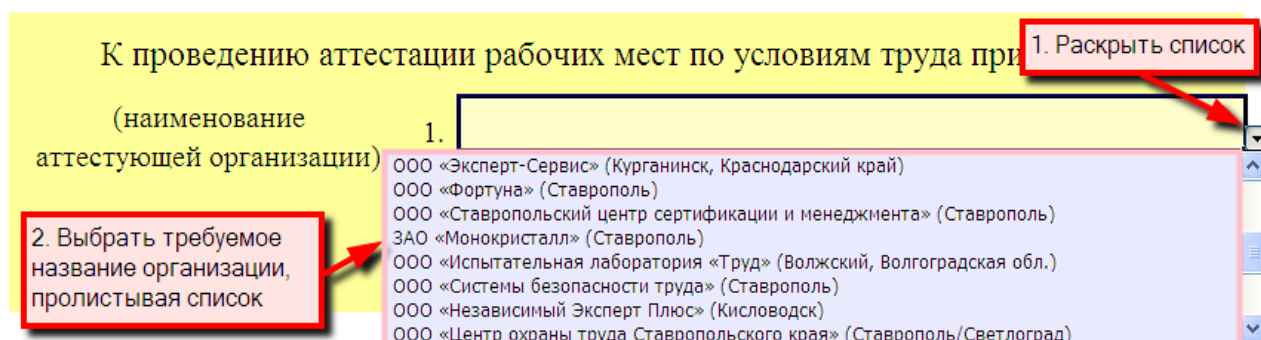 К проведению аттестации рабочих мест по условиям труда при
1. Раскрыть список
(наименование
аттестующей организации)
1.
ООО «Эксперт-Сервис» (Курганинск, Краснодарский край)
ООО «Фортуна» (Ставрополь)
ООО «Ставропольский центр сертификации и менеджмента» (Ставрополь)
ЗАО «Монокристалл» (Ставрополь)
ООО «Испытательная лаборатория «Труд» (Волжский, Волгоградская обл.)
ООО «Системы безопасности труда» (Ставрополь)
ООО «Независимый Эксперт Плюс» (Кисловодск)
ООО «Центр охраны труда Ставропольского края» (Ставрополь/Светлоград)
2. Выбрать требуемое
название организации,
пролистывая список